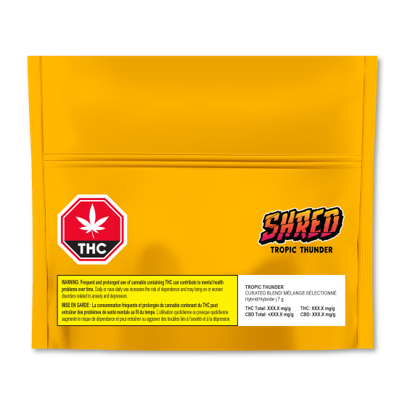 THC
SHRED
TROPIC THUNDER
WARNING: Frequent and prolonged use of cannabis containing THC can contribute to mental health
problems over time. Daily or near-daily use increases the risk of dependence and may bring on or worsen
disorders related to anxiety and depression.
MISE EN GARDE : La consommation fréquente et prolongée de cannabis contenant du THC peut
entraîner des problèmes de santé mentale au fil du temps. L'utilisation quotidienne ou presque quotidienne
augmente le risque de dépendance et peut entraîner ou aggraver des troubles liés à l'anxiété et à la dépression.
TROPIC THUNDER
CURATED BLEND/ MÉLANGE SÉLECTIONNÉ
Hybrid/Hybride | 7 g
THC Total: XXX.X mg/g THC: XXX.X mg/g
CBD Total: <XXX.X mg/g CBD: XXX.X mg/g